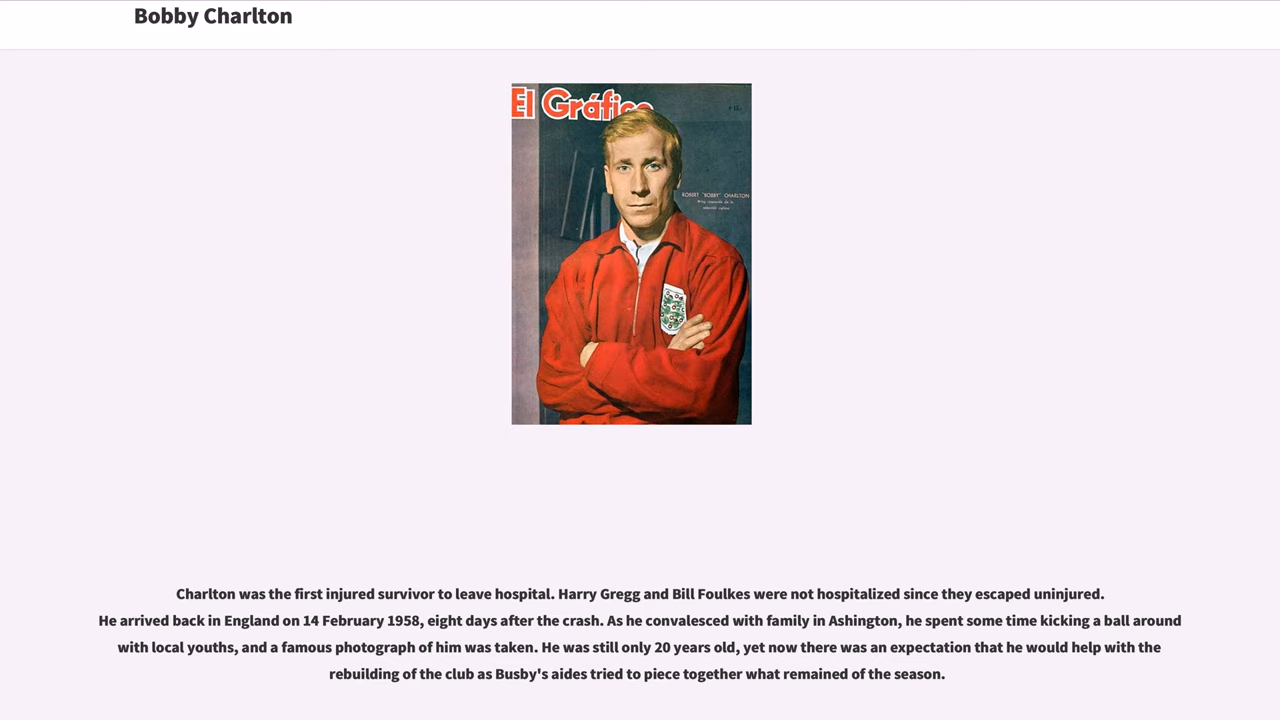 Bobby Charlton
El Gráfico
ROBERT "BOBBY" CHARLTON
Charlton was the first injured survivor to leave hospital. Harry Gregg and Bill Foulkes were not hospitalized since they escaped uninjured.
He arrived back in England on 14 February 1958, eight days after the crash. As he convalesced with family in Ashington, he spent some time kicking a ball around
with local youths, and a famous photograph of him was taken. He was still only 20 years old, yet now there was an expectation that he would help with the
rebuilding of the club as Busby's aides tried to piece together what remained of the season.